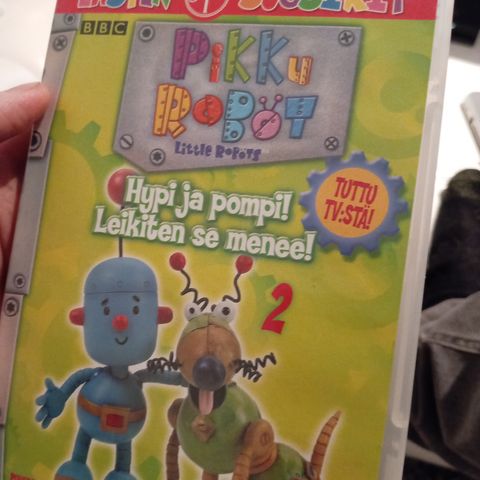 BBC
PIKKU
ROBOT
LITTLE ROBOTS
Hypi ja pompi!
Leikiten se menee!
TUTTU
TV:STÄ!
2